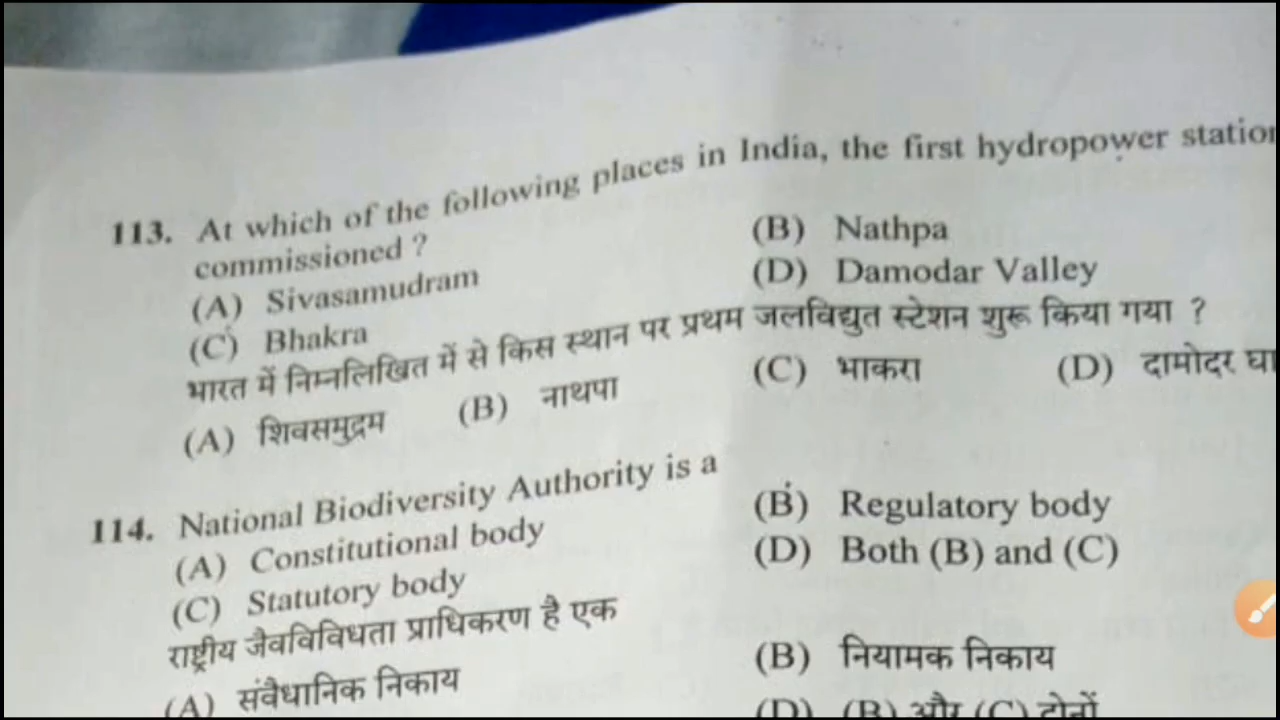 113. At which of the following places in India, the first hydropower station
commissioned ?
(A) Sivasamudram (B) Nathpa
(C) Bhakra (D) Damodar Valley
भारत में निम्नलिखित में से किस स्थान पर प्रथम जलविद्युत स्टेशन शुरू किया गया ?
(A) शिवसमुद्रम (B) नाथपा (C) भाकरा (D) दामोदर घा
114. National Biodiversity Authority is a
(A) Constitutional body (B) Regulatory body
(C) Statutory body (D) Both (B) and (C)
राष्ट्रीय जैवविविधता प्राधिकरण है एक
(A) संवैधानिक निकाय (B) नियामक निकाय
(D) (B) और (C) दोनों